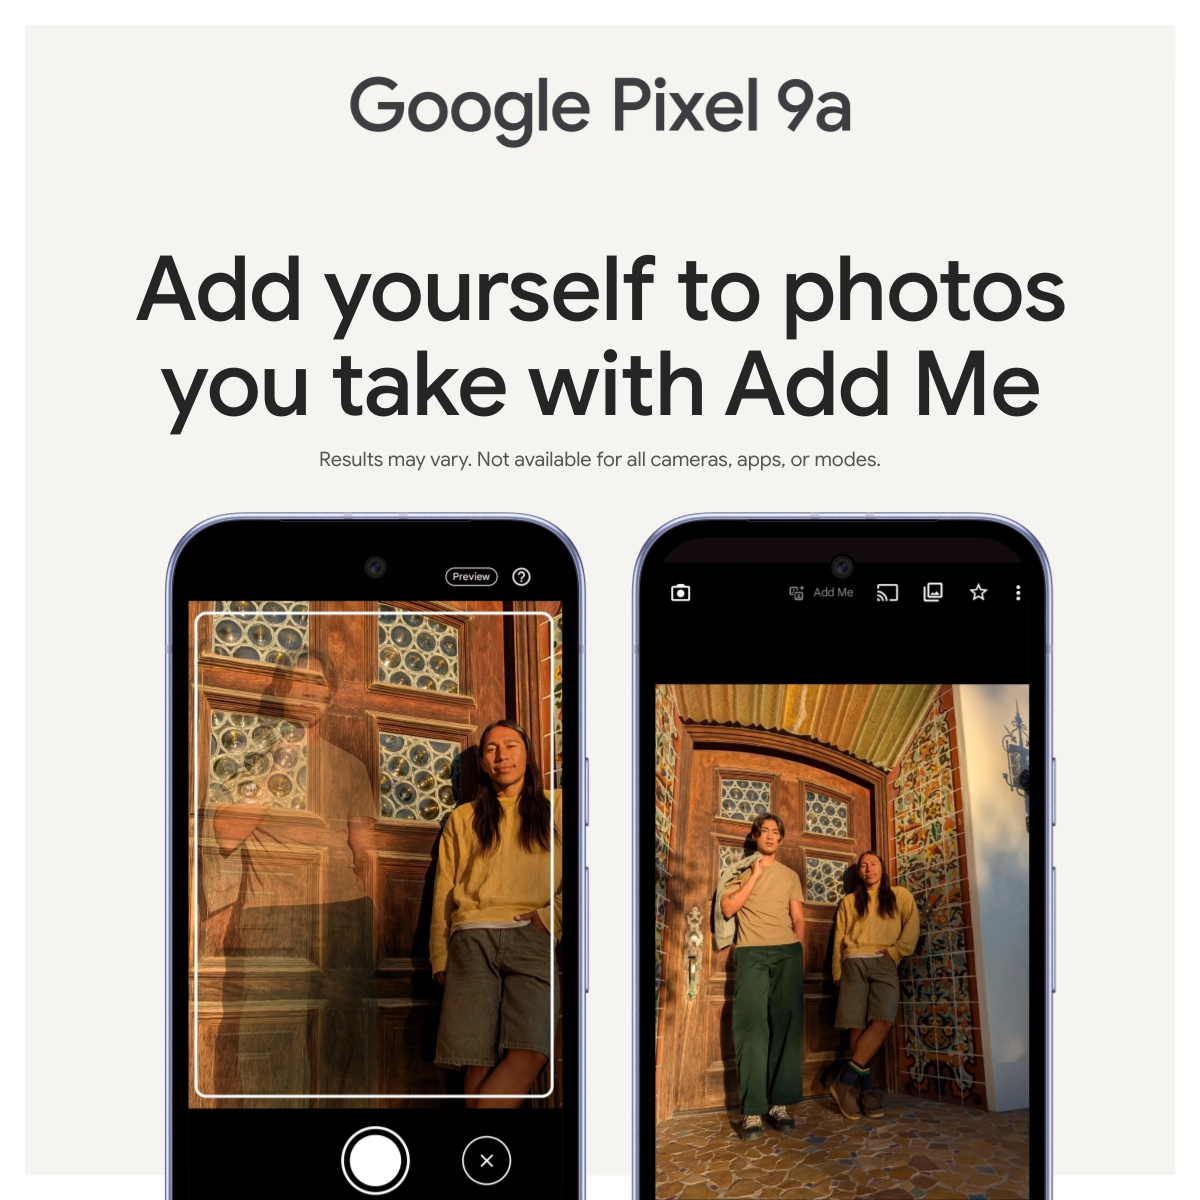 Google Pixel 9a
Add yourself to photos
you take with Add Me
Results may vary. Not available for all cameras, apps, or modes.
Preview
Add Me